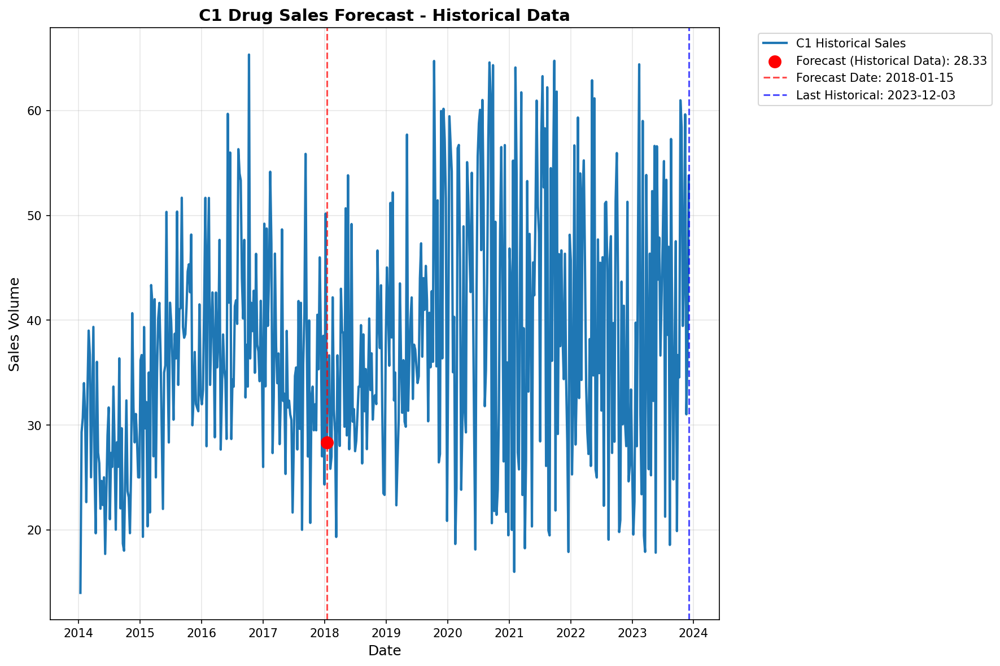 C1 Drug Sales Forecast - Historical Data
C1 Historical Sales
Forecast (Historical Data): 28.33
Forecast Date: 2018-01-15
Last Historical: 2023-12-03
Sales Volume
60
50
40
30
20
2014 2015 2016 2017 2018 2019 2020 2021 2022 2023 2024
Date